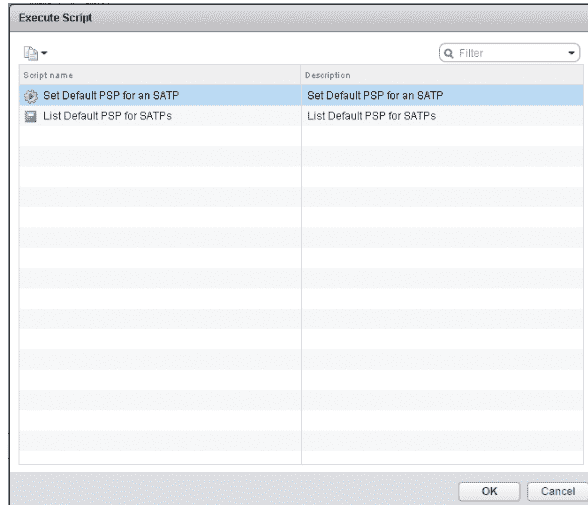 Execute Script
Filter
Script name Description
Set Default PSP for an SATP Set Default PSP for an SATP
List Default PSP for SATPs List Default PSP for SATPs
OK Cancel